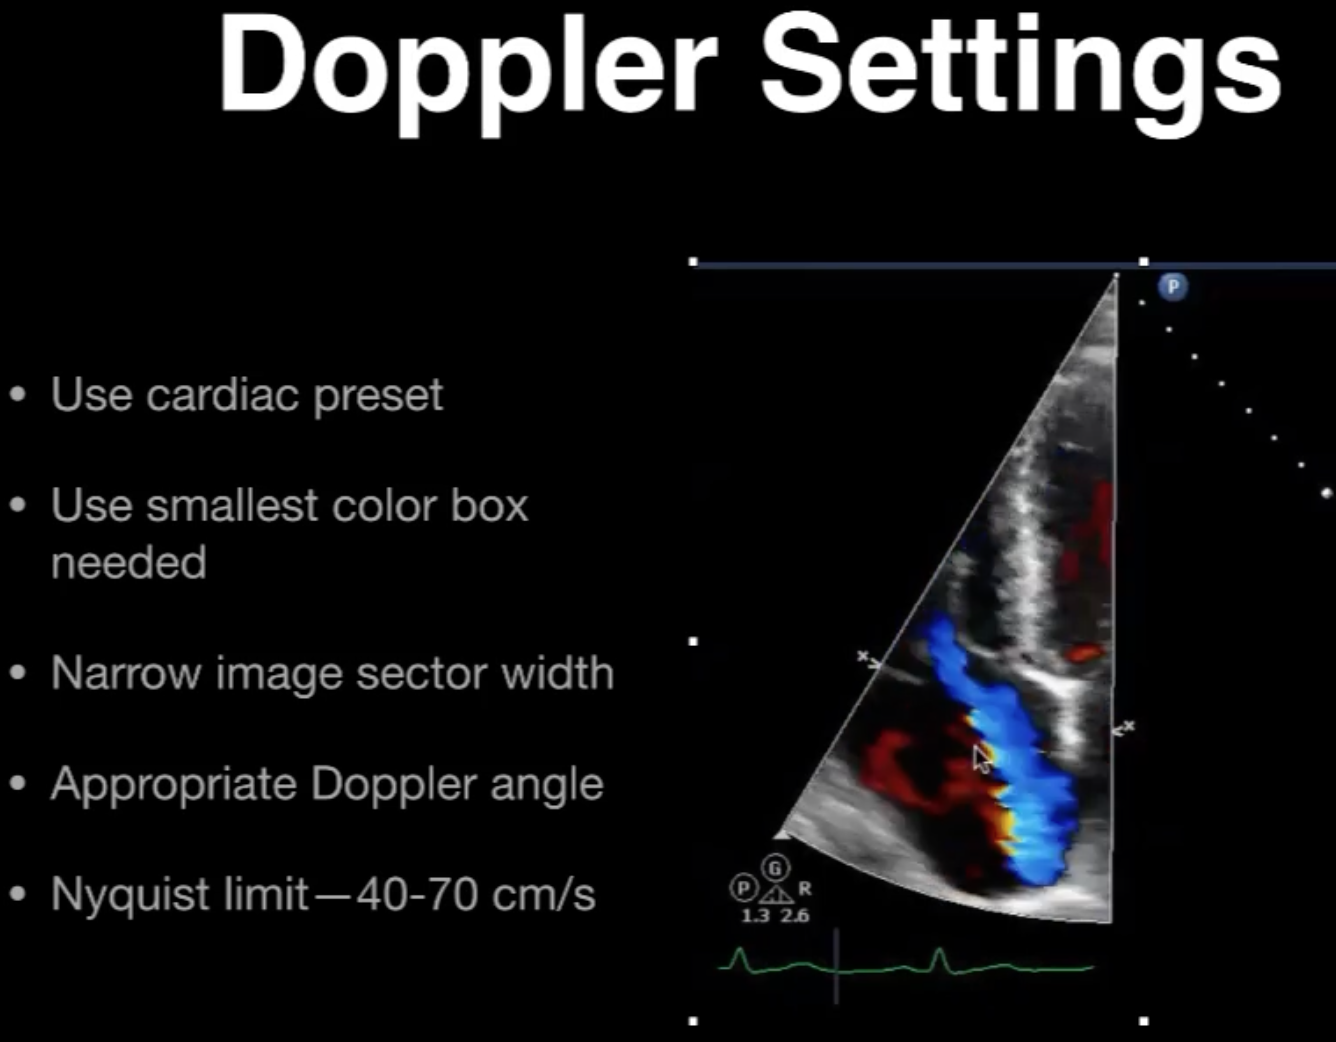 Doppler Settings
P
• Use cardiac preset
• Use smallest color box
needed
• Narrow image sector width
• Appropriate Doppler angle
• Nyquist limit—40-70 cm/s
G
P R
1.3 2.6